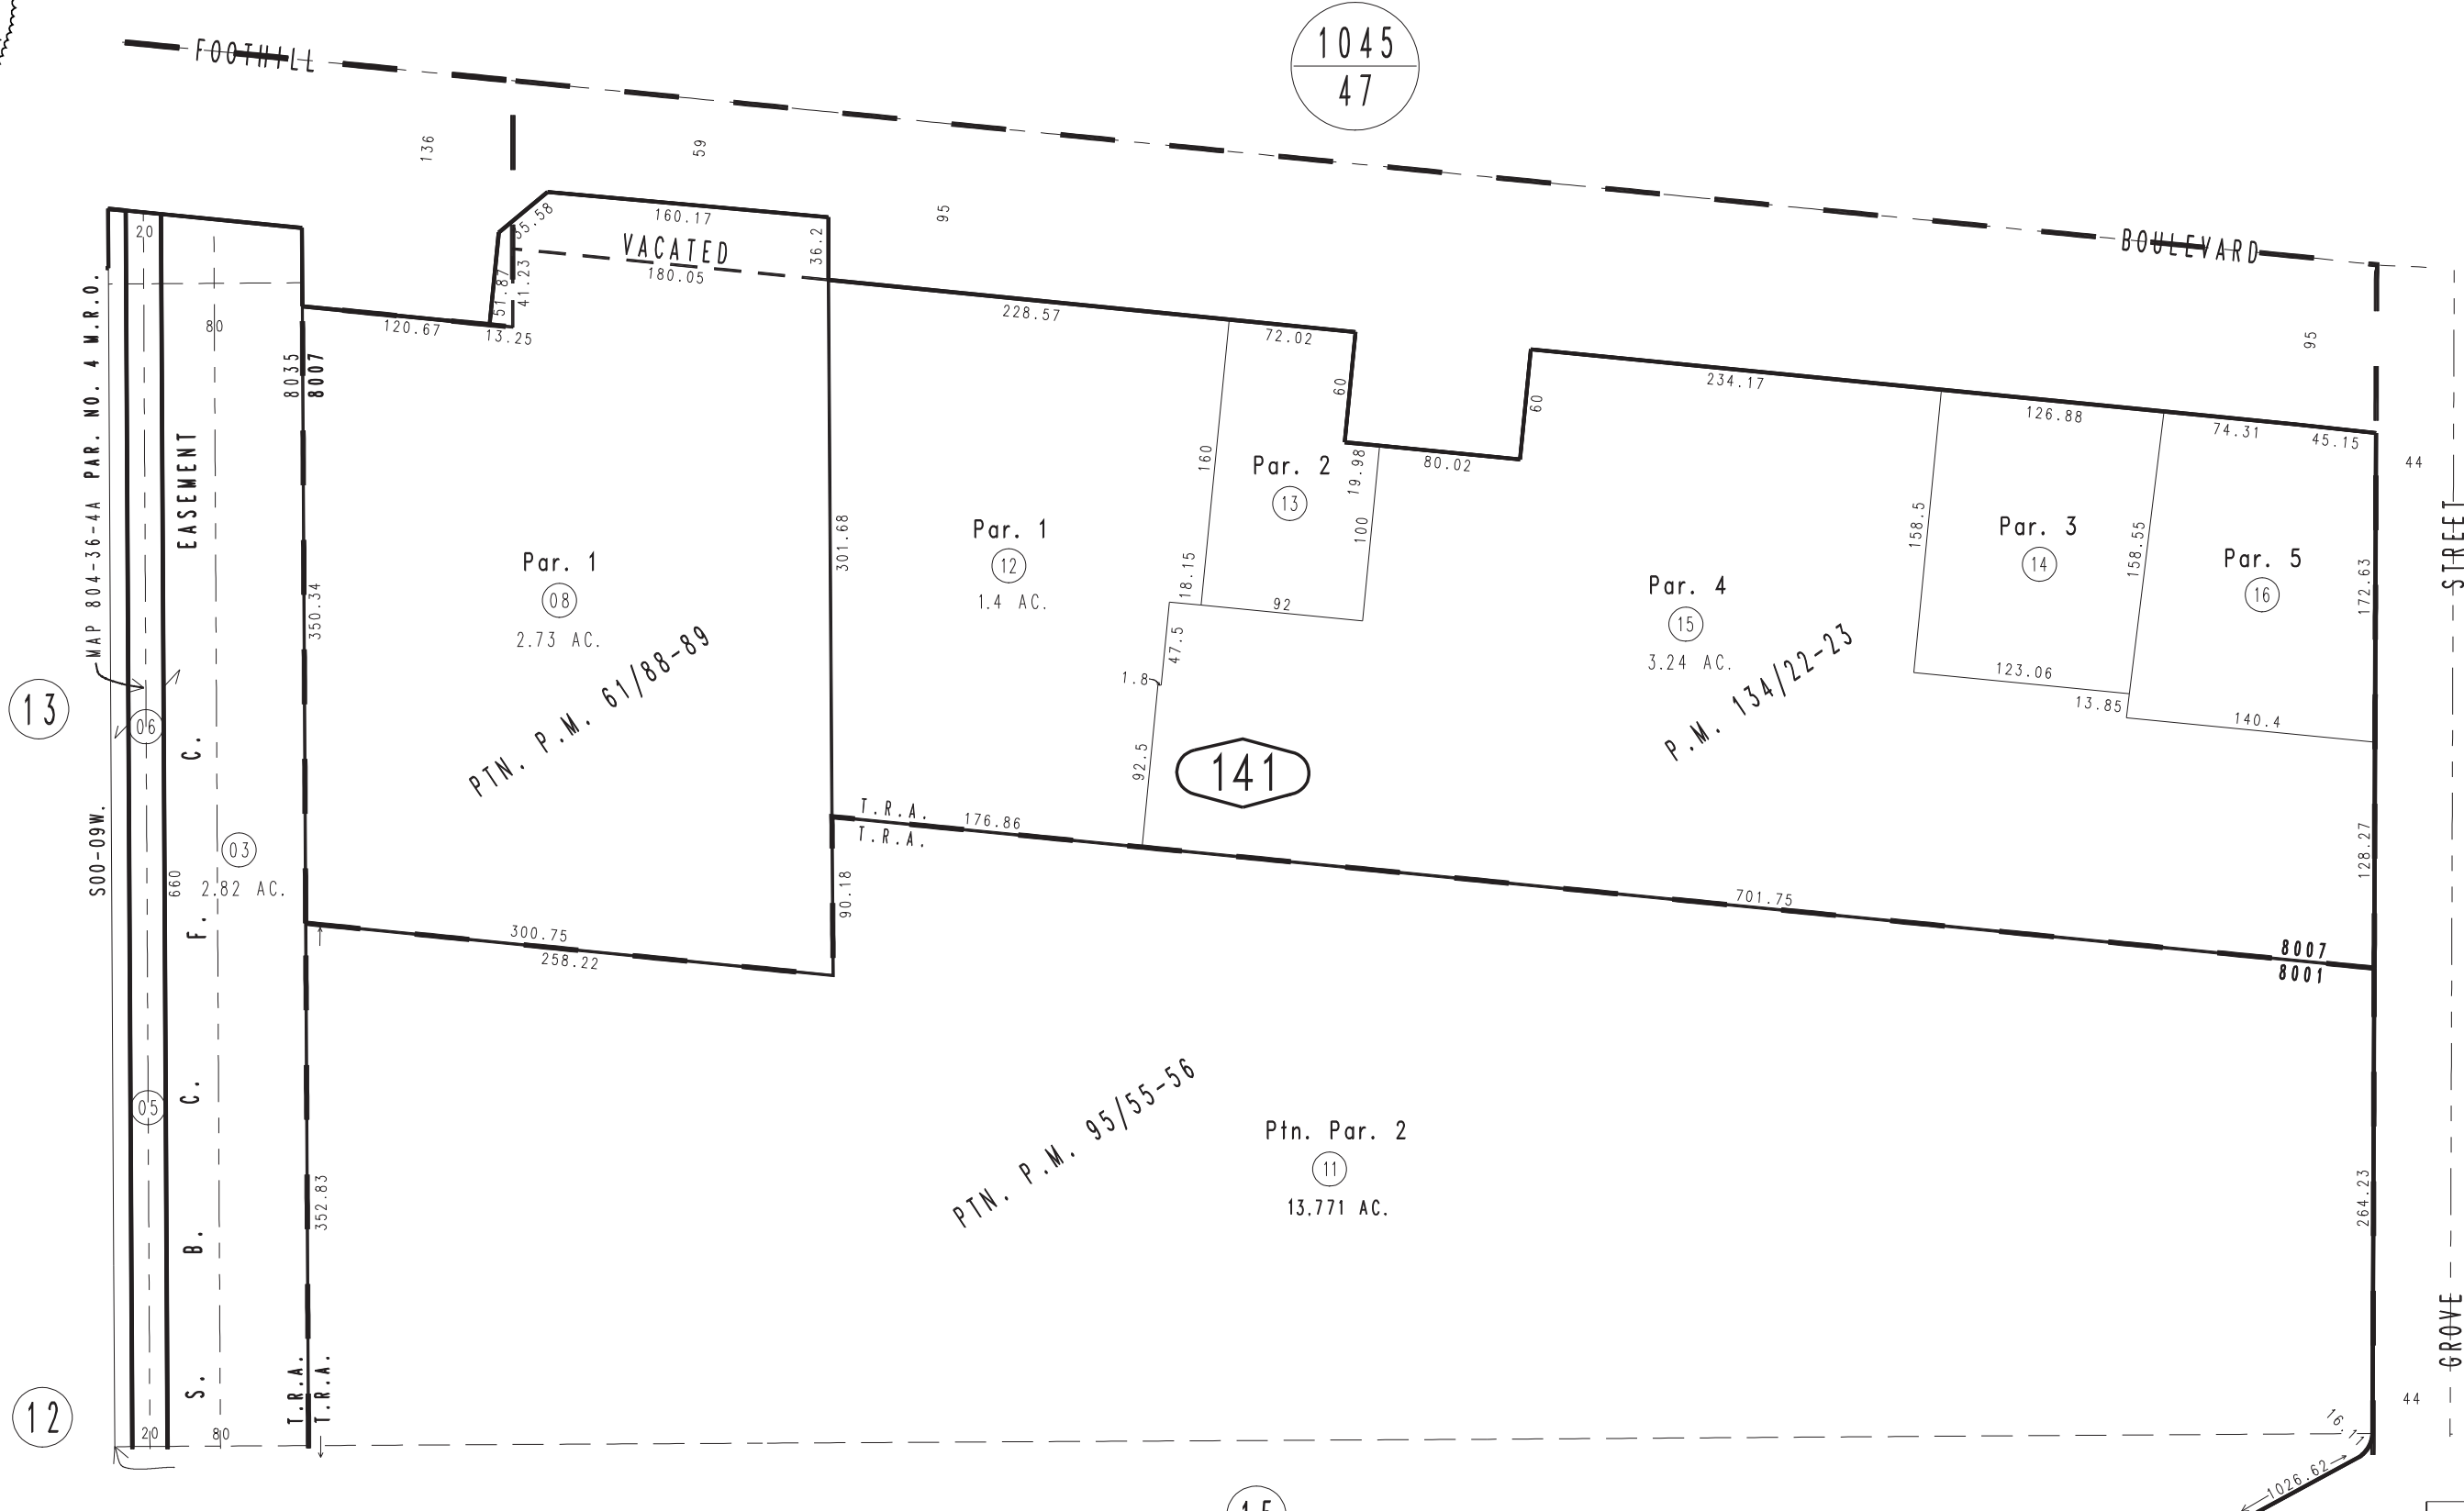 FOOTHILL
1045
47
136
59
95
BOULEVARD
20
55.58
160.17
VACATED
180.05
36.2
51.87
41.23
80
120.67
13.25
228.57
72.02
60
60
234.17
126.88
74.31
45.15
95
44
80.02
MAP 804-36-4A PAR. NO. 4 M.R.O.
8035
8007
EASEMENT
350.34
Par. 1
08
2.73 AC.
PTN. P.M. 61/88-89
301.68
Par. 1
12
1.4 AC.
160
18.15
Par. 2
13
19.98
100
92
47.5
1.8
92.5
Par. 4
15
3.24 AC.
P.M. 134/22-23
158.5
Par. 3
14
123.06
158.55
13.85
Par. 5
16
172.63
140.4
STREET
13
06
C.
S00-09W.
03
2.82 AC.
660
F.
141
T.R.A.
T.R.A.
176.86
90.18
128.27
701.75
300.75
258.22
8007
8001
05
C.
B.
S.
PTN. P.M. 95/55-56
Ptn. Par. 2
11
13.771 AC.
352.83
264.23
GROVE
44
T.R.A.
T.R.A.
12
20
80
16.17
1026.62